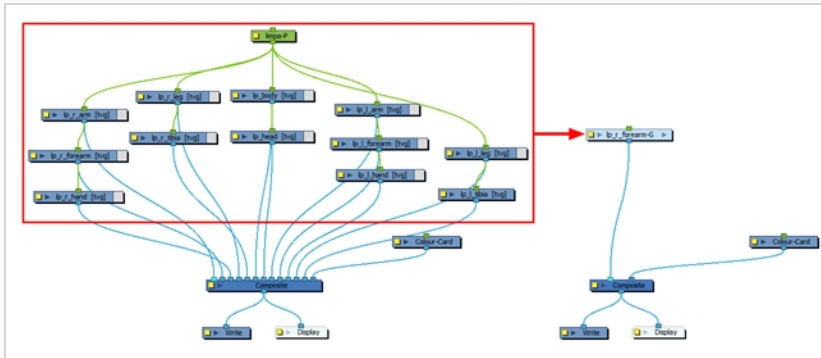 limpa-P
lp_r_leg [tvg]
lp_body [tvg]
lp_r_arm [tvg]
lp_l_arm [tvg]
lp_r_tibia [tvg]
lp_head [tvg]
lp_r_forearm-G
lp_l_forearm [tvg]
lp_r_forearm [tvg]
lp_l_leg [tvg]
lp_l_hand [tvg]
lp_r_hand [tvg]
lp_l_tibia [tvg]
Colour-Card
Colour-Card
Composite
Composite
Write
Display
Write
Display